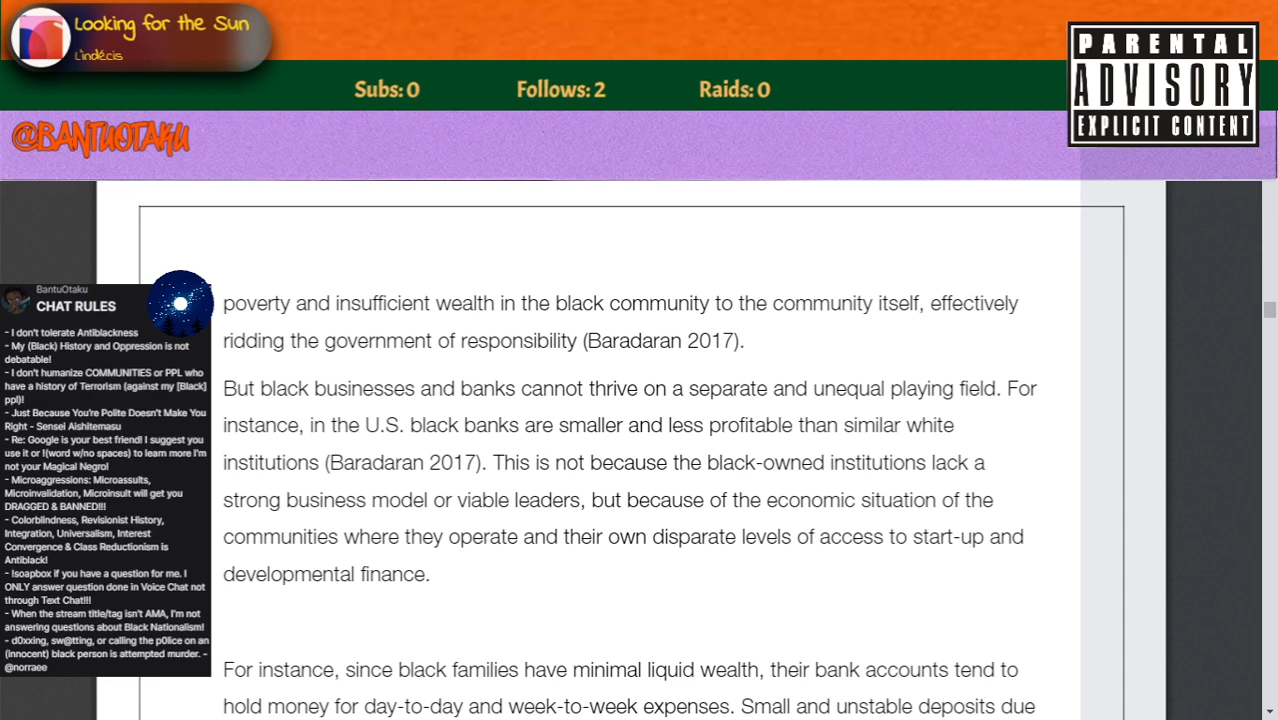 Looking for the Sun
L'indécis
PARENTAL
ADVISORY
EXPLICIT CONTENT
Subs: 0
Follows: 2
Raids: 0
@BANTUOTAKU
BantuOtaku
CHAT RULES
- I don't tolerate Antiblackness
- My (Black) History and Oppression is not
debatable!
- I don't humanize COMMUNITIES or PPL who
have a history of Terrorism (against my [Black]
ppl)!
- Just Because You're Polite Doesn't Make You
Right - Sensei Aishitemasu
- Re: Google is your best friend! I suggest you
use it or !(word w/no spaces) to learn more I'm
not your Magical Negro!
- Microaggressions: Microassults,
Microinvalidation, Microinsult will get you
DRAGGED & BANNED!!!
- Colorblindness, Revisionist History,
Integration, Universalism, Interest
Convergence & Class Reductionism is
Antiblack!
- !soapbox if you have a question for me. I
ONLY answer question done in Voice Chat not
through Text Chat!!!
- When the stream title/tag isn't AMA, I'm not
answering questions about Black Nationalism!
- d0xxing, sw@tting, or calling the p0lice on an
(innocent) black person is attempted murder. -
@norraee
poverty and insufficient wealth in the black community to the community itself, effectively
ridding the government of responsibility (Baradaran 2017).
But black businesses and banks cannot thrive on a separate and unequal playing field. For
instance, in the U.S. black banks are smaller and less profitable than similar white
institutions (Baradaran 2017). This is not because the black-owned institutions lack a
strong business model or viable leaders, but because of the economic situation of the
communities where they operate and their own disparate levels of access to start-up and
developmental finance.
For instance, since black families have minimal liquid wealth, their bank accounts tend to
hold money for day-to-day and week-to-week expenses. Small and unstable deposits due